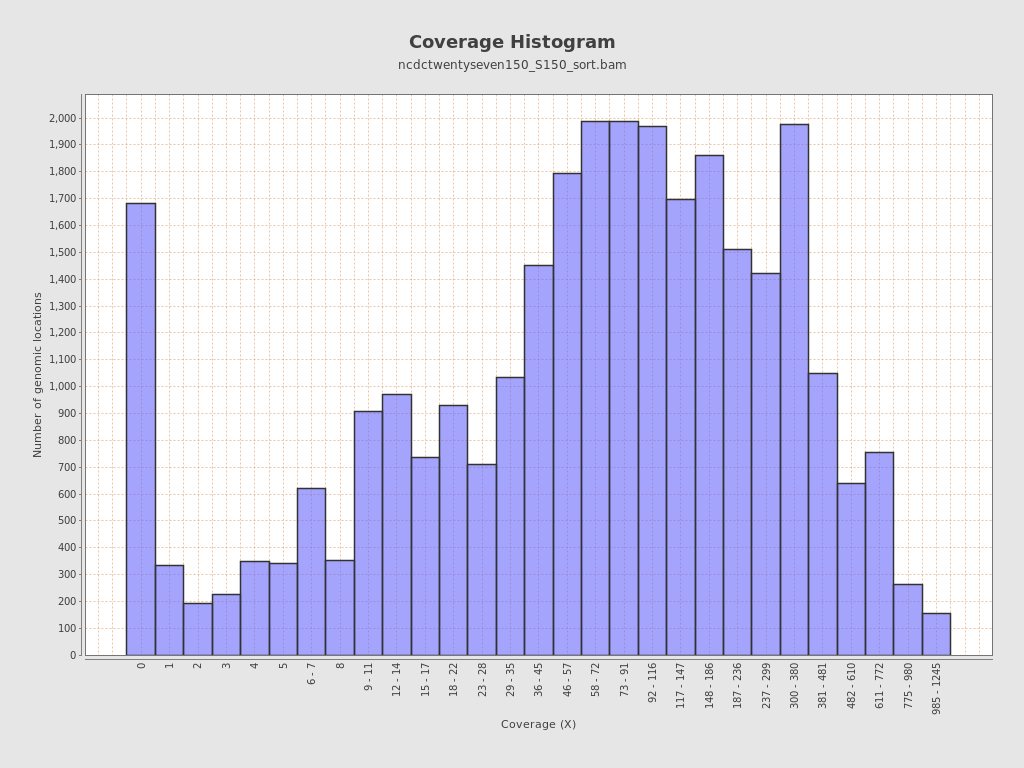 Coverage Histogram
ncdctwentyseven150_S150_sort.bam
Number of genomic locations
2,000
1,900
1,800
1,700
1,600
1,500
1,400
1,300
1,200
1,100
1,000
900
800
700
600
500
400
300
200
100
0
0
1
2
3
4
5
6 - 7
8
9 - 11
12 - 14
15 - 17
18 - 22
23 - 28
29 - 35
36 - 45
46 - 57
58 - 72
73 - 91
92 - 116
117 - 147
148 - 186
187 - 236
237 - 299
300 - 380
381 - 481
482 - 610
611 - 772
775 - 980
985 - 1245
Coverage (X)